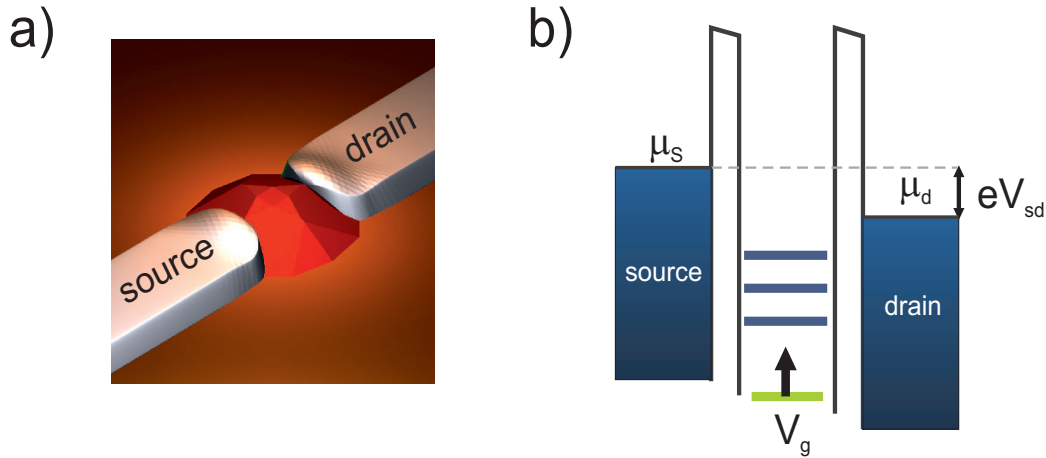 a)
source
drain
b)
μs
μd
eVsd
source
drain
Vg